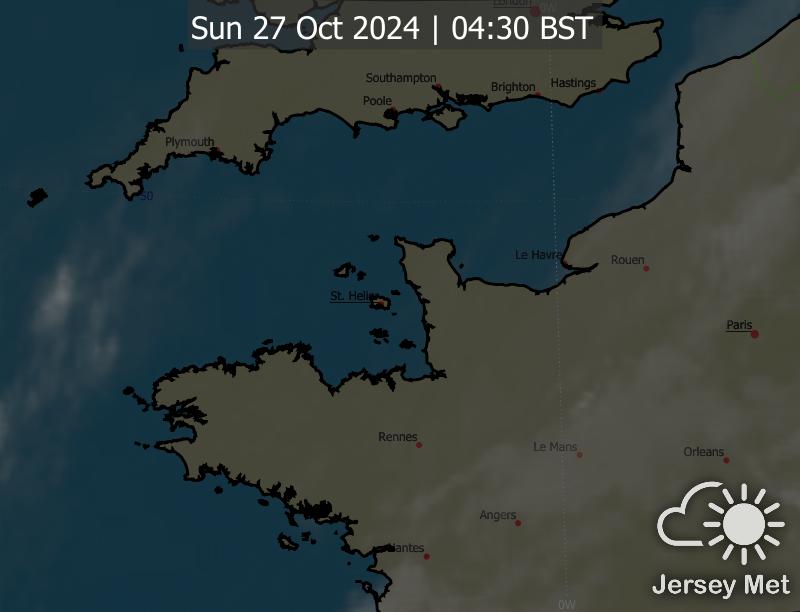 London
0W
Sun 27 Oct 2024 | 04:30 BST
Southampton
Brighton
Hastings
Poole
Plymouth
50
Le Havre
Rouen
St. Helier
Paris
Rennes
Le Mans
Orleans
Angers
Nantes
Jersey Met
0W